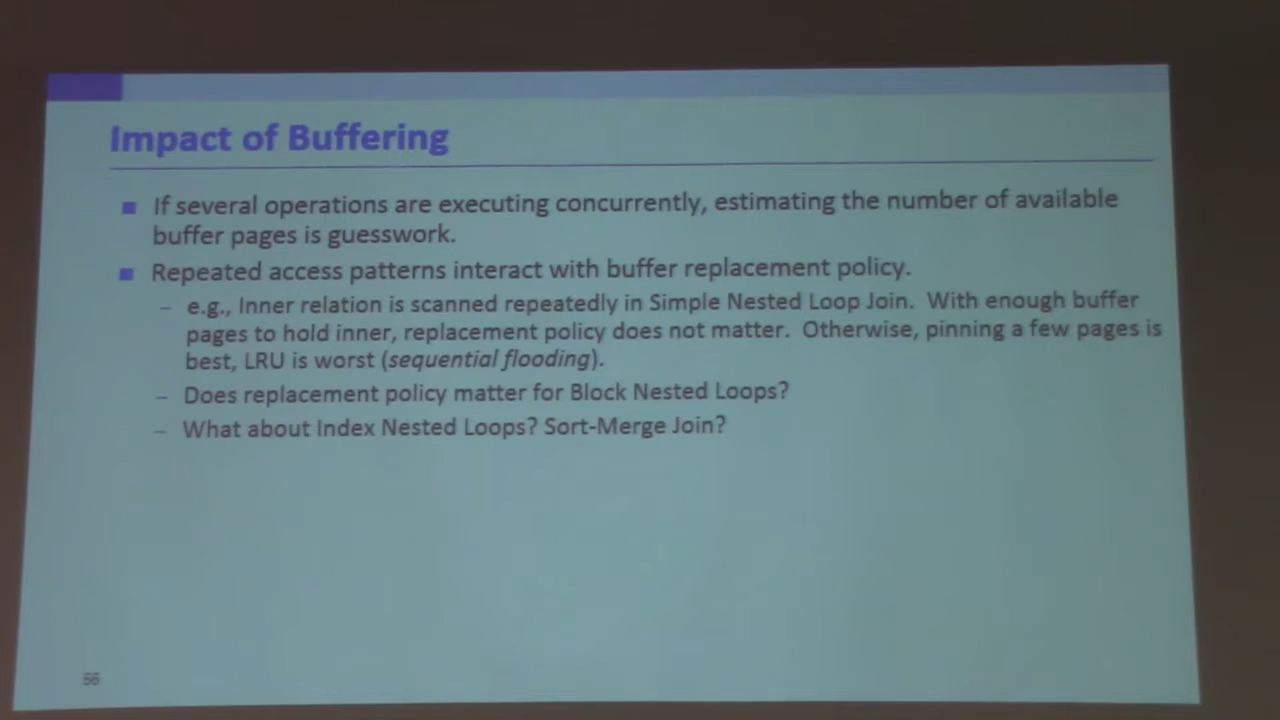 Impact of Buffering
■ If several operations are executing concurrently, estimating the number of available
buffer pages is guesswork.
■ Repeated access patterns interact with buffer replacement policy.
– e.g., Inner relation is scanned repeatedly in Simple Nested Loop Join. With enough buffer
pages to hold inner, replacement policy does not matter. Otherwise, pinning a few pages is
best, LRU is worst (sequential flooding).
– Does replacement policy matter for Block Nested Loops?
– What about Index Nested Loops? Sort-Merge Join?
56